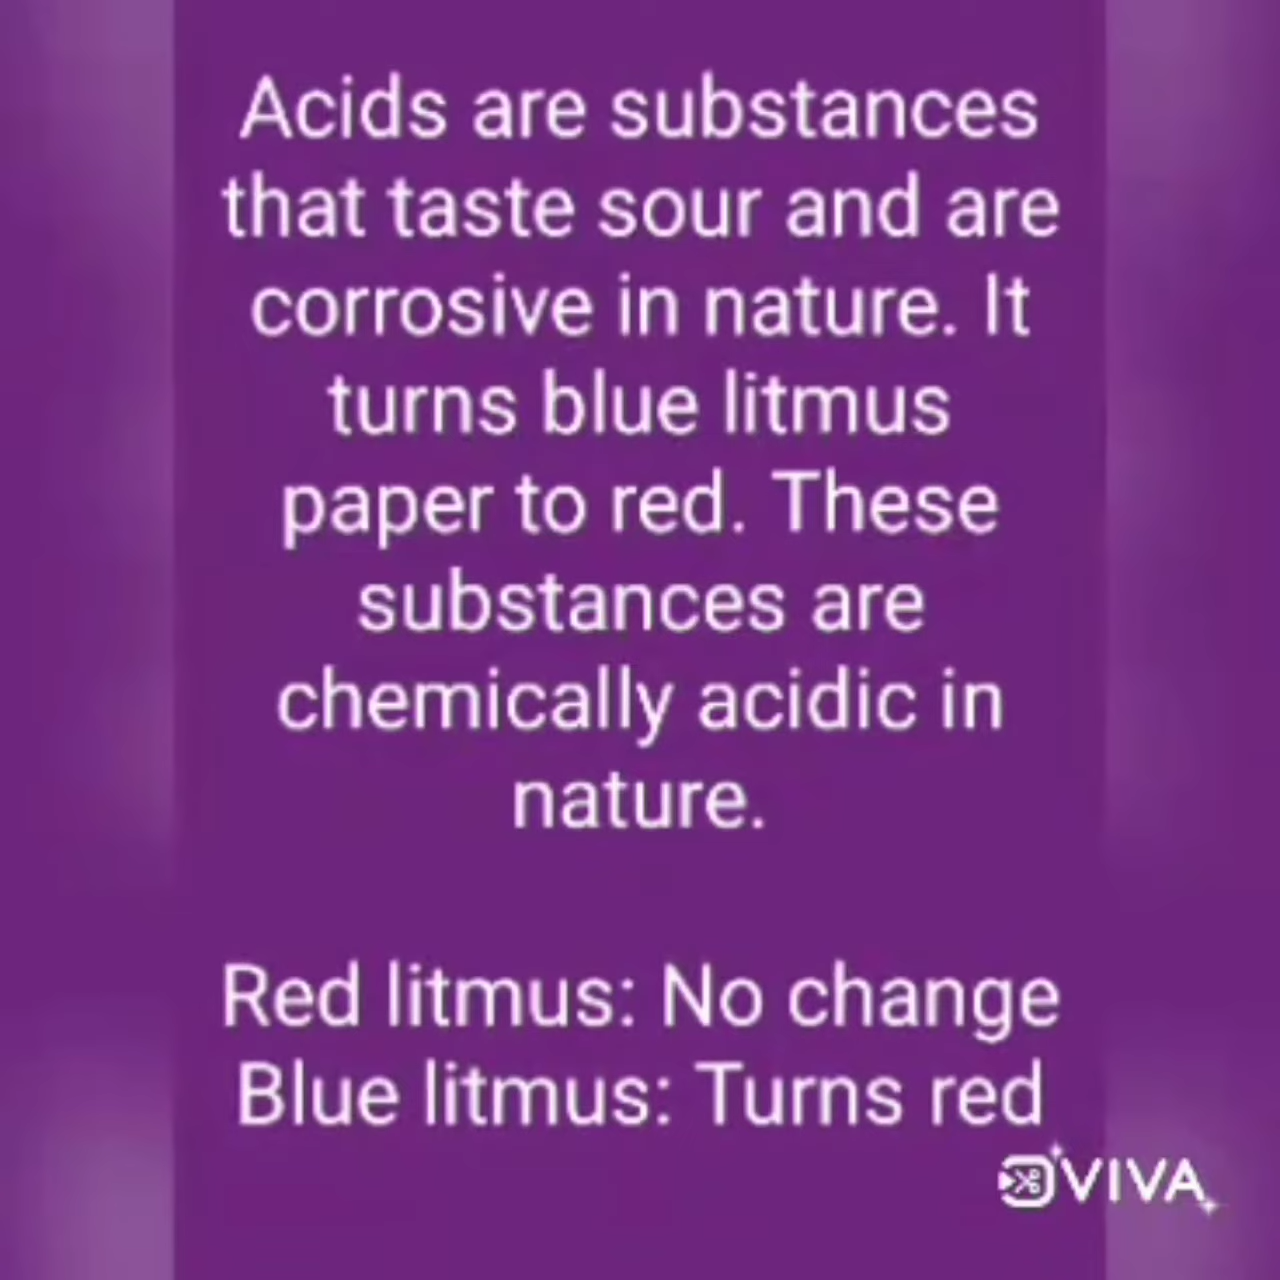 Acids are substances
that taste sour and are
corrosive in nature. It
turns blue litmus
paper to red. These
substances are
chemically acidic in
nature.
Red litmus: No change
Blue litmus: Turns red
VIVA